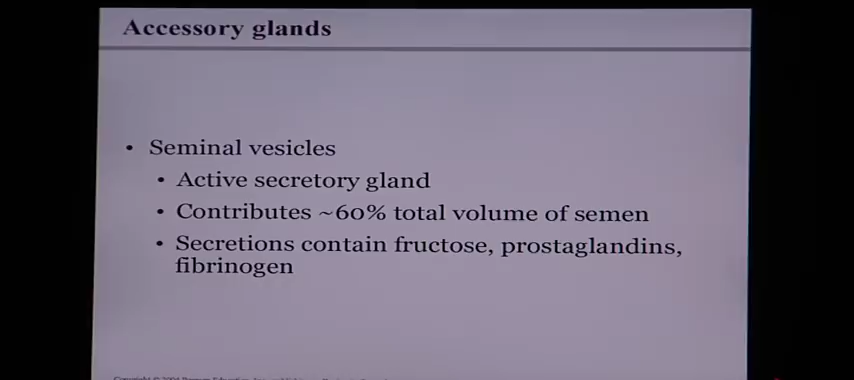 Accessory glands
• Seminal vesicles
• Active secretory gland
• Contributes ~60% total volume of semen
• Secretions contain fructose, prostaglandins,
fibrinogen